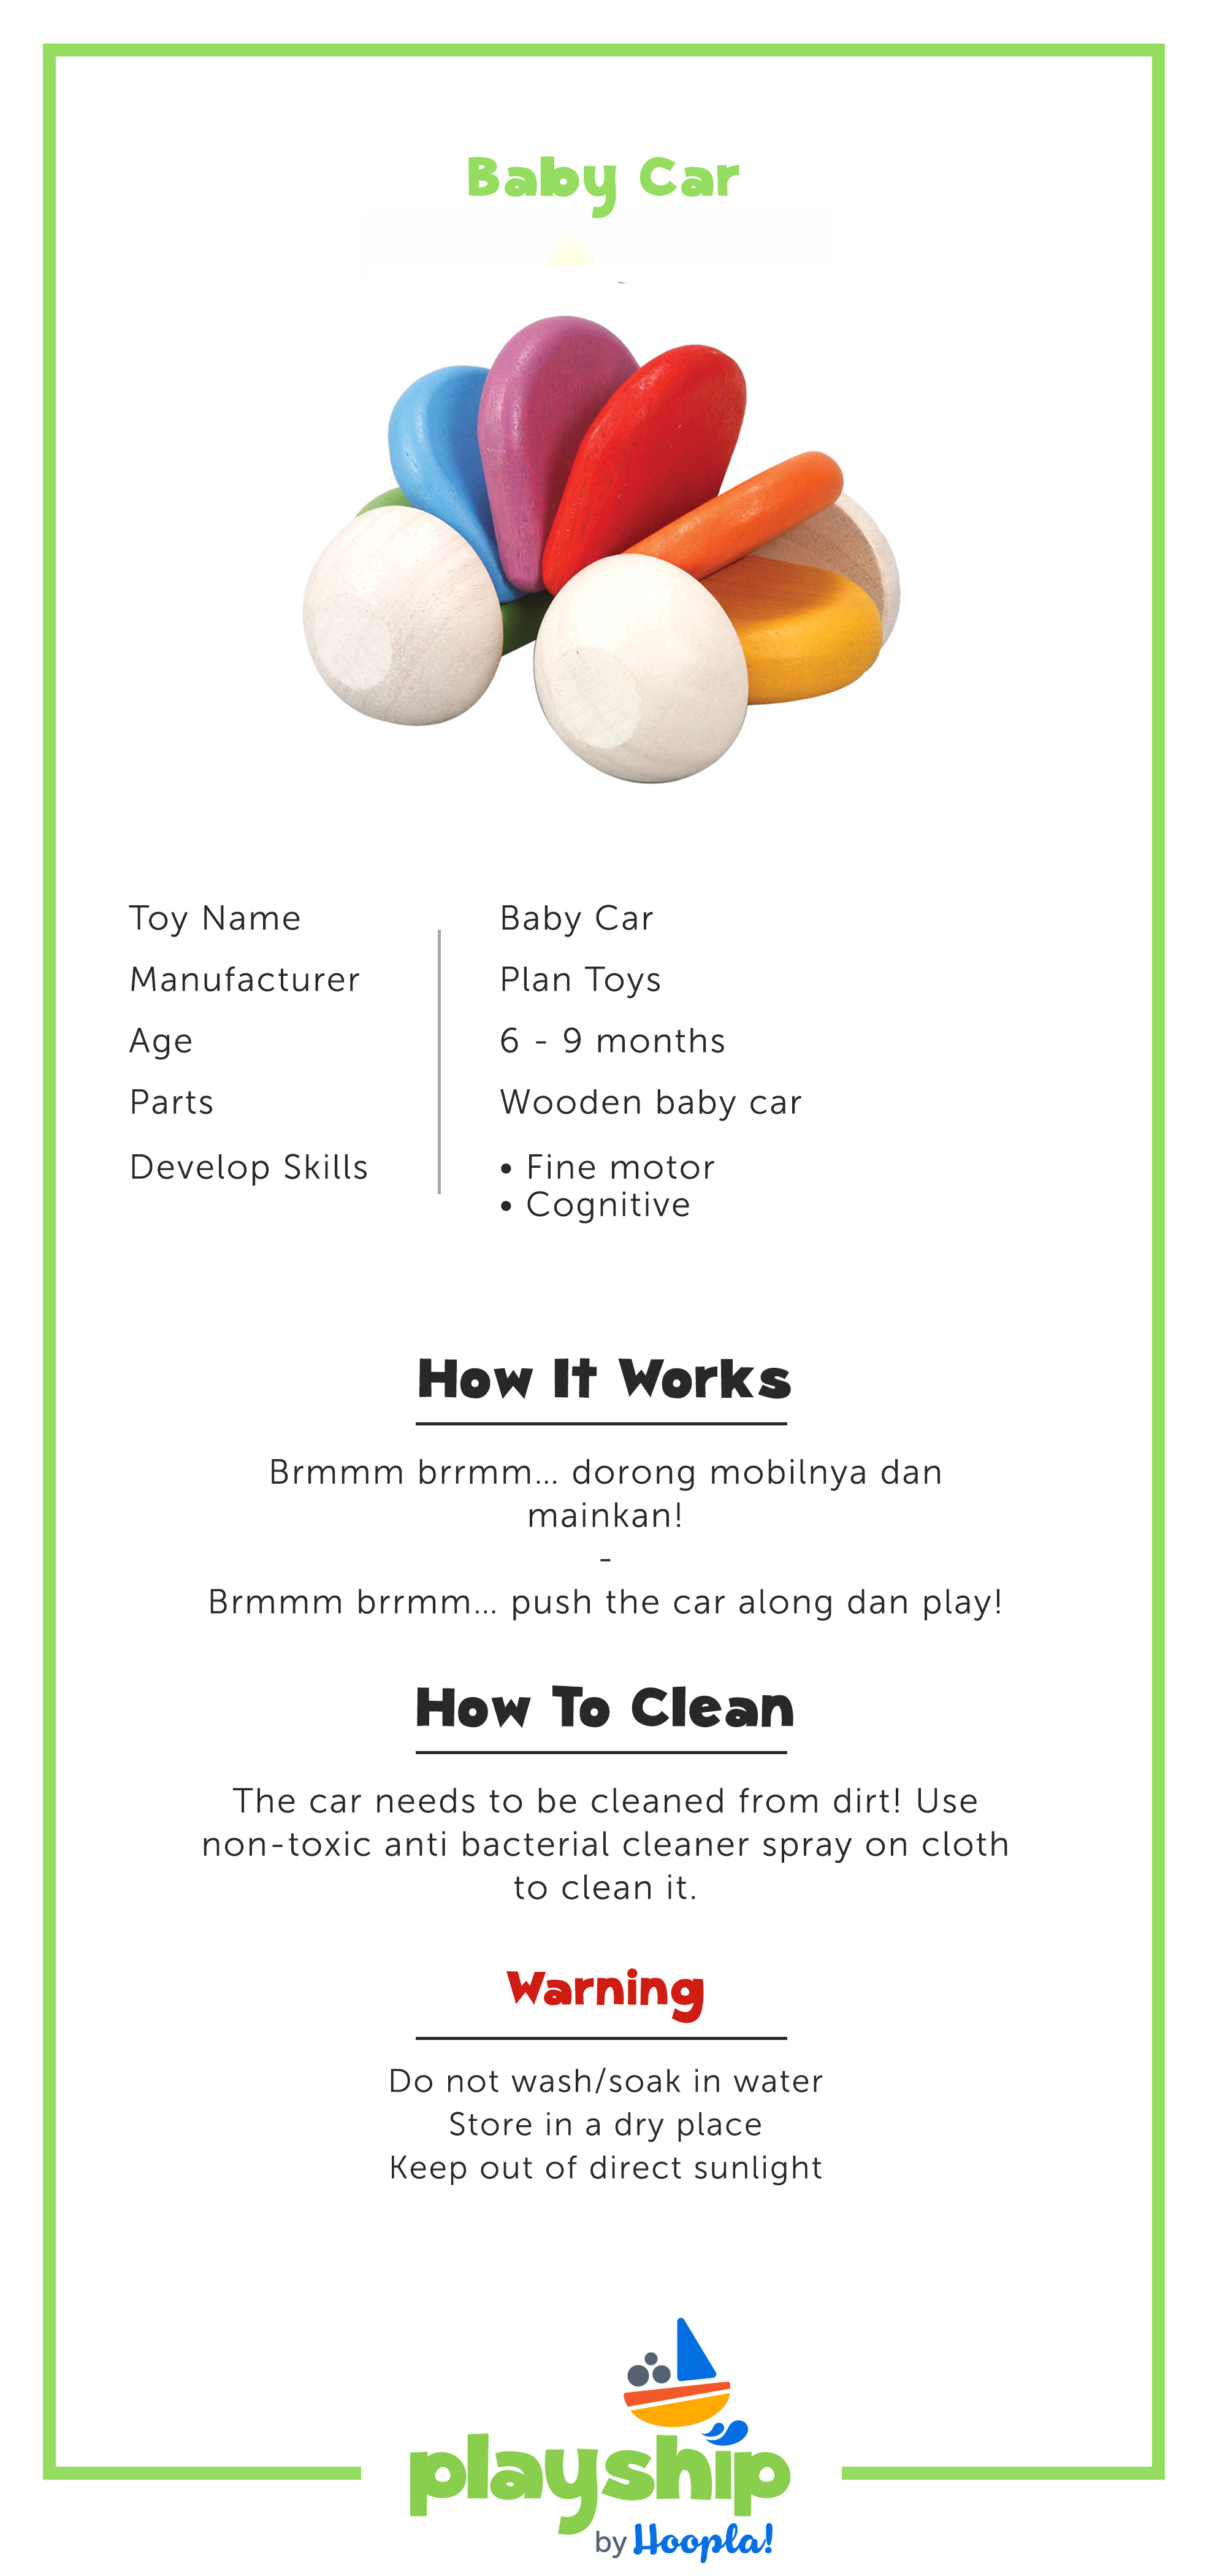 Baby Car
Toy Name
Baby Car
Manufacturer
Plan Toys
Age
6 - 9 months
Parts
Wooden baby car
Develop Skills
• Fine motor
• Cognitive
How It Works
Brmmm brrmm... dorong mobilnya dan
mainkan!
-
Brmmm brrmm... push the car along dan play!
How To Clean
The car needs to be cleaned from dirt! Use
non-toxic anti bacterial cleaner spray on cloth
to clean it.
Warning
Do not wash/soak in water
Store in a dry place
Keep out of direct sunlight
playship
by Hoopla!